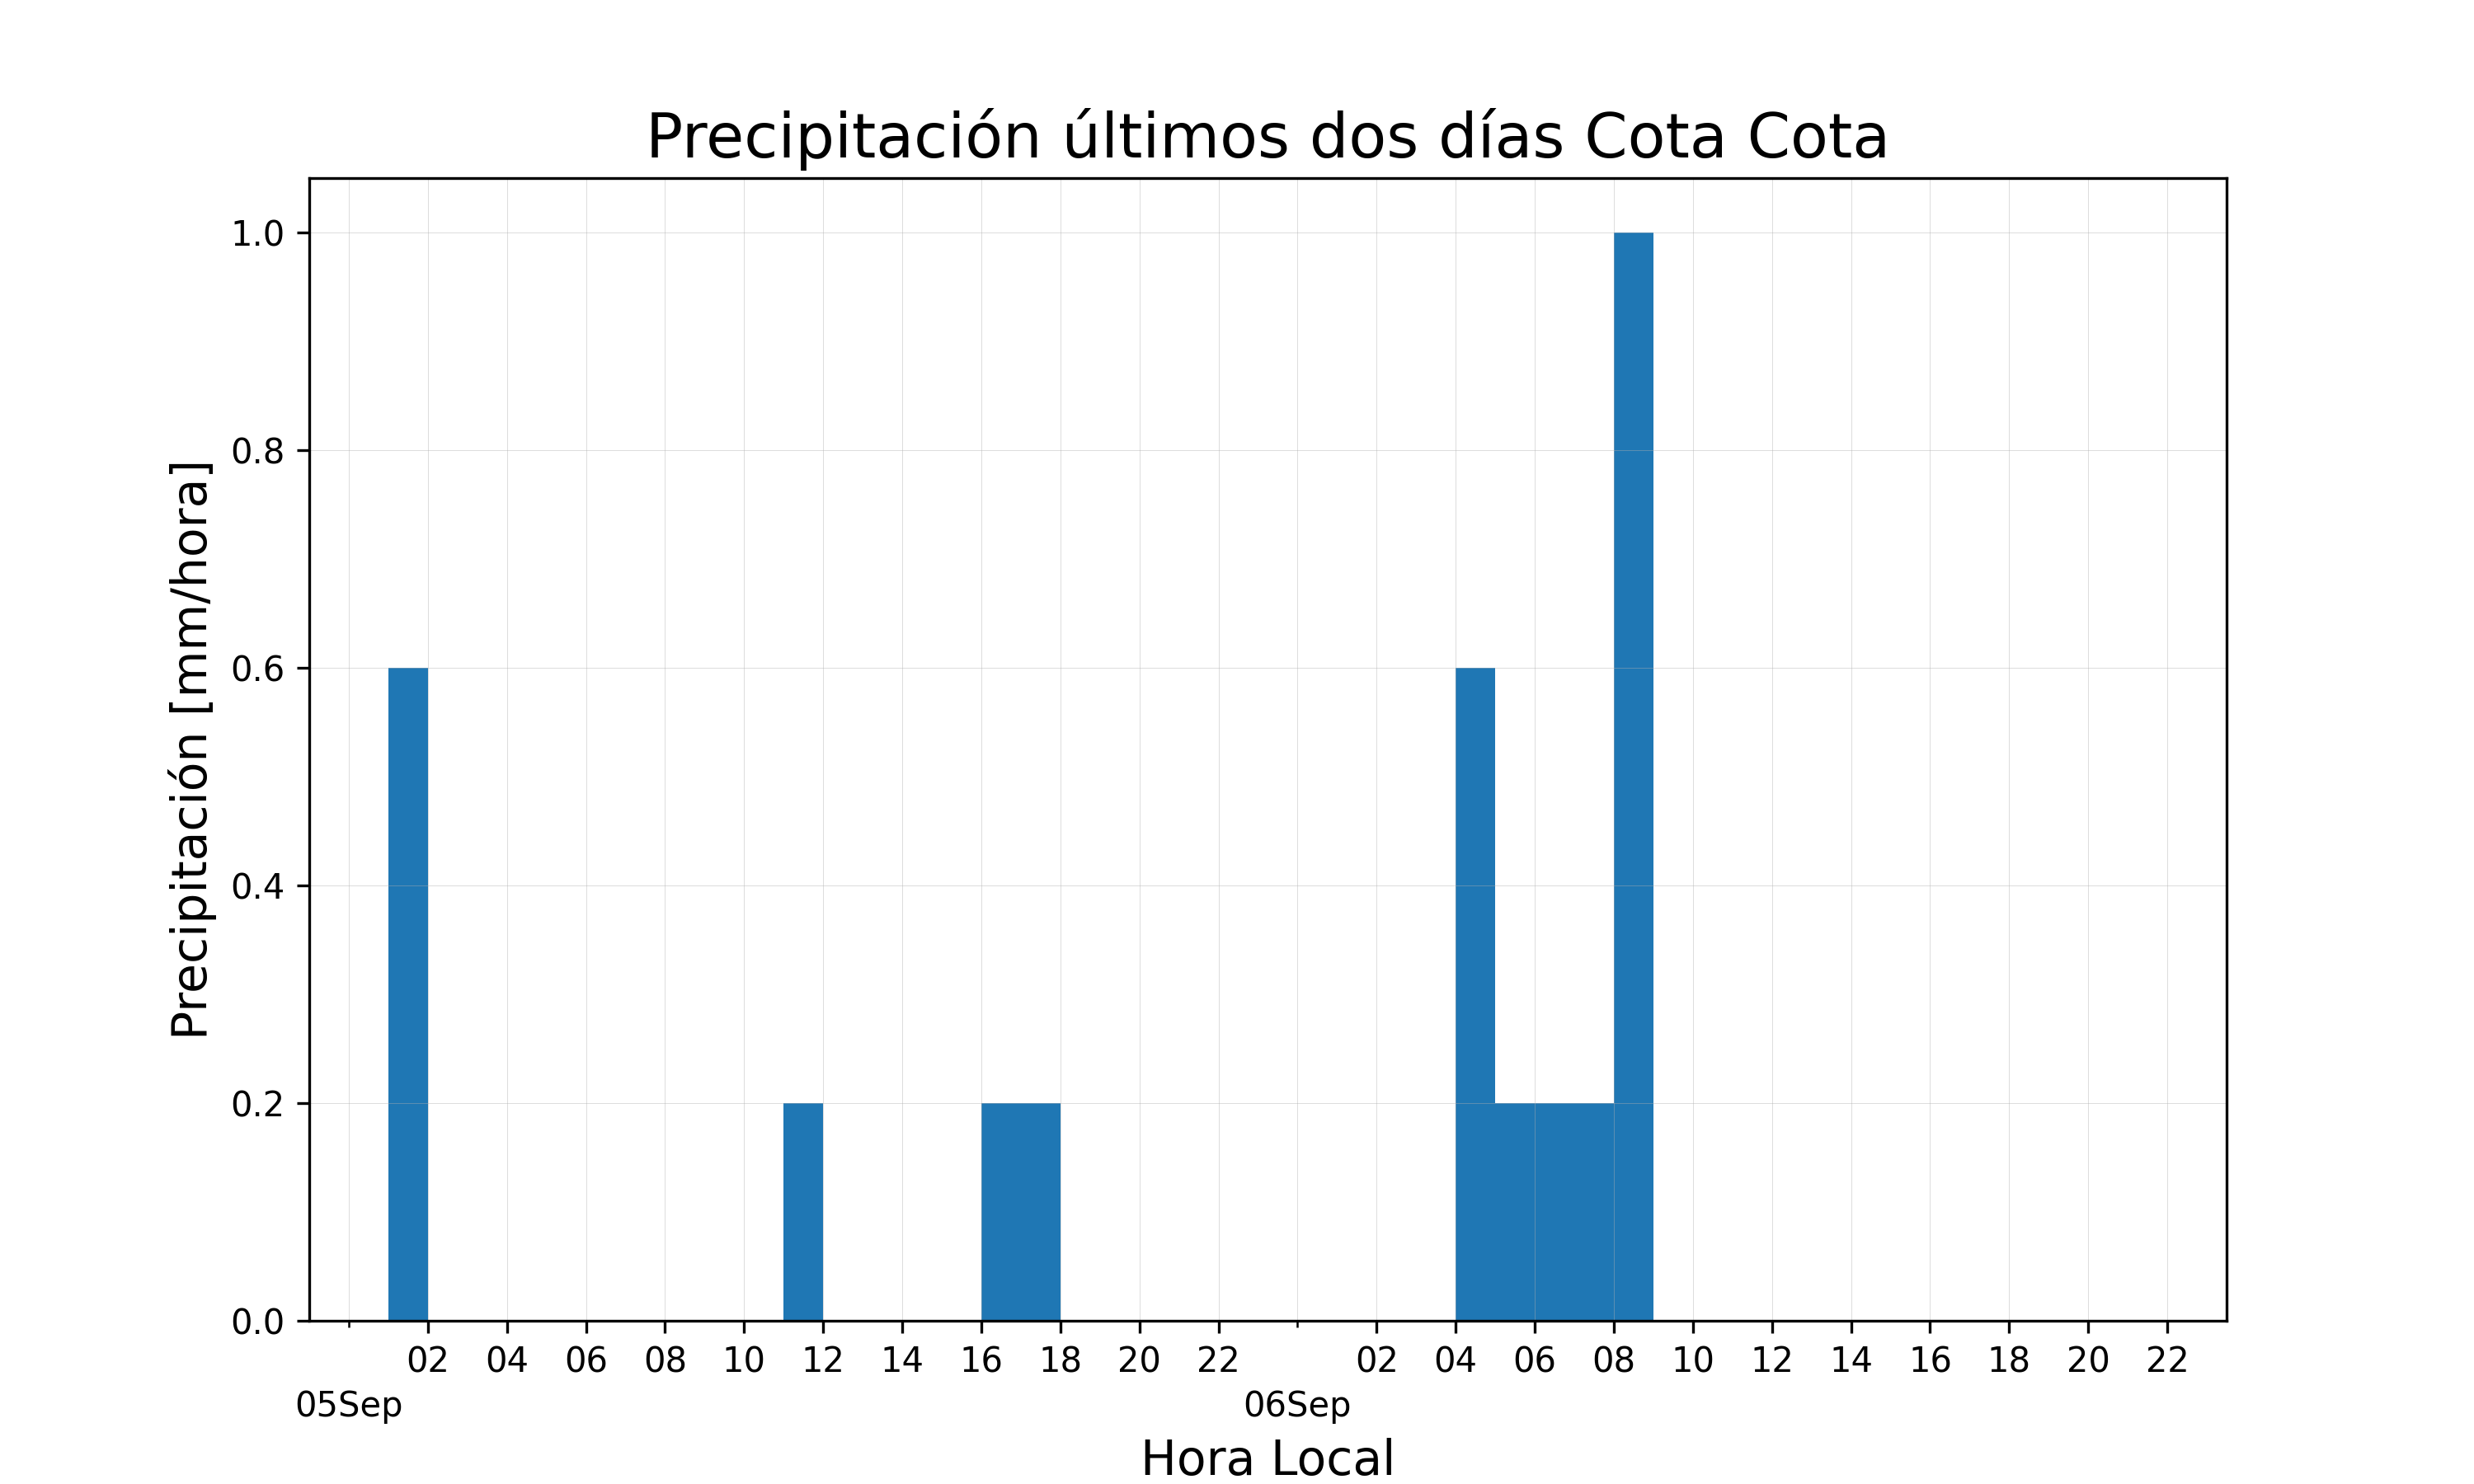 Precipitación últimos dos días Cota Cota
Precipitación [mm/hora]
1.0
0.8
0.6
0.4
0.2
0.0
02 04 06 08 10 12 14 16 18 20 22 02 04 06 08 10 12 14 16 18 20 22
05Sep 06Sep
Hora Local